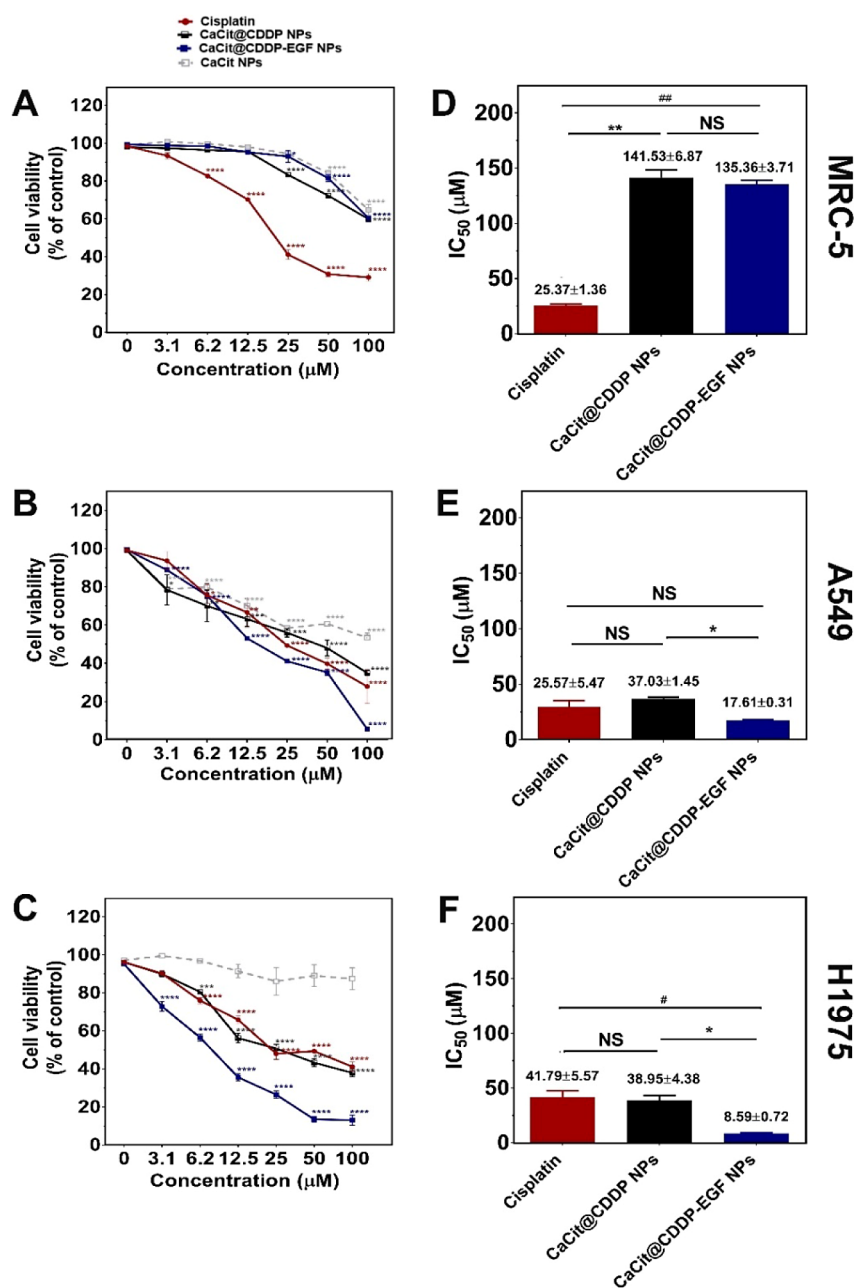 Cisplatin
CaCit@CDDP NPs
CaCit@CDDP-EGF NPs
CaCit NPs
A
Cell viability
(% of control)
120
100
80
60
40
20
0
0 3.1 6.2 12.5 25 50 100
Concentration (μM)
**** **** **** **** ****
* **** **** ****
**** **** ****
D
IC50 (μM)
200
150
100
50
0
##
** NS
25.37±1.36
141.53±6.87
135.36±3.71
Cisplatin
CaCit@CDDP NPs
CaCit@CDDP-EGF NPs
MRC-5
B
Cell viability
(% of control)
120
100
80
60
40
20
0
0 3.1 6.2 12.5 25 50 100
Concentration (μM)
**** **** **** **** **** ****
E
IC50 (μM)
200
150
100
50
0
NS
NS *
25.57±5.47
37.03±1.45
17.61±0.31
Cisplatin
CaCit@CDDP NPs
CaCit@CDDP-EGF NPs
A549
C
Cell viability
(% of control)
120
100
80
60
40
20
0
0 3.1 6.2 12.5 25 50 100
Concentration (μM)
*** **** **** **** **** ****
**** **** **** **** **** ****
F
IC50 (μM)
200
150
100
50
0
#
NS *
41.79±5.57
38.95±4.38
8.59±0.72
Cisplatin
CaCit@CDDP NPs
CaCit@CDDP-EGF NPs
H1975